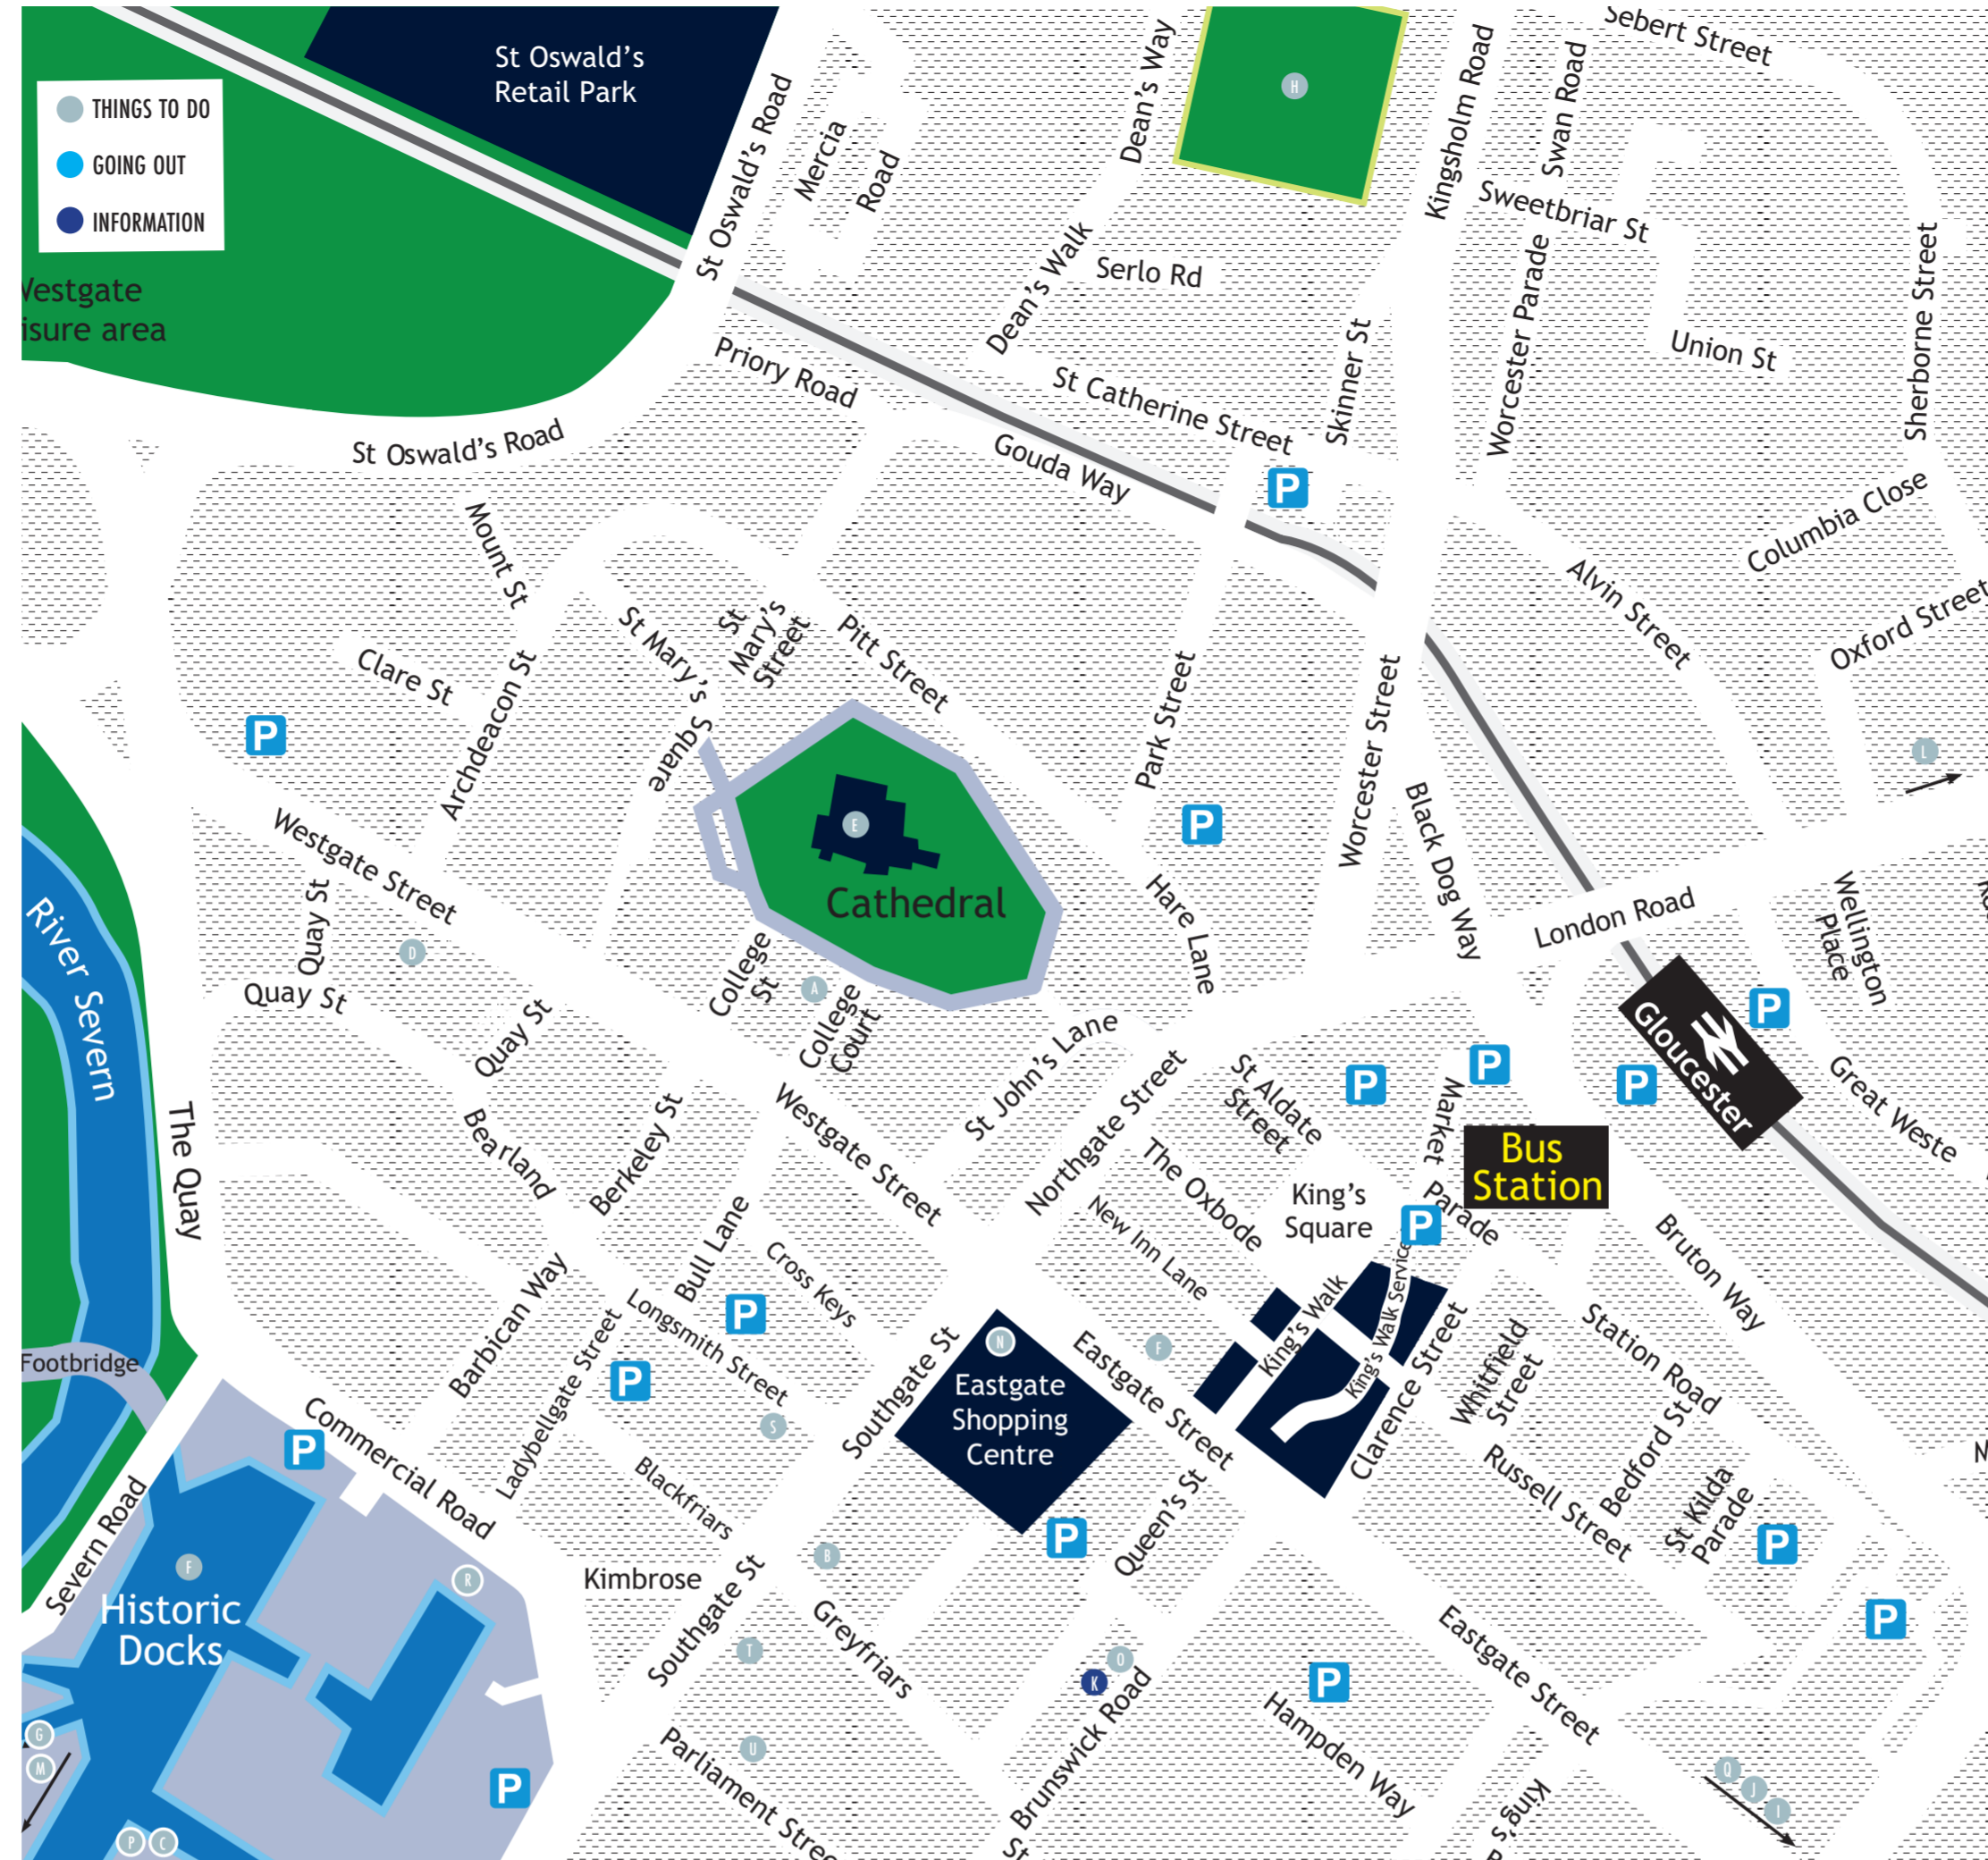 THINGS TO DO
GOING OUT
INFORMATION
St Oswald's
Retail Park
St Oswald's Road
Mercia
Road
Dean's Way
H
Kingsholm Road
Swan Road
Sebert Street
Sweetbriar St
Sherborne Street
Westgate
isure area
Dean's Walk
Serlo Rd
Skinner St
Worcester Parade
Union St
Priory Road
St Catherine Street
St Oswald's Road
Gouda Way
P
Columbia Close
Mount St
Alvin Street
Oxford Street
Clare St
Archdeacon St
St Mary's Square
St
Mary's
Street
Pitt Street
Park Street
Worcester Street
P
L
Black Dog Way
P
E
Cathedral
Westgate Street
Hare Lane
London Road
Wellington
Place
River Severn
Quay St
D
Quay St
Quay St
College
St
A
College
Court
St John's Lane
Gloucester
P
P
P
P
Great Weste
The Quay
Bearland
Berkeley St
Westgate Street
Northgate Street
St Aldate
Street
Market
Parade
Bus
Station
The Oxbode
King's
Square
P
New Inn Lane
Bull Lane
Cross Keys
P
Barbican Way
Longsmith Street
Ladybellgate Street
P
Southgate St
N
Eastgate
Shopping
Centre
F
Eastgate Street
King's Walk
King's Walk Service
Clarence Street
Whitfield
Street
Station Road
Bruton Way
Bedford St
Footbridge
Commercial Road
P
S
Blackfriars
Queen's St
P
Russell Street
St Kilda
Parade
P
P
Severn Road
F
Historic
Docks
R
Kimbrose
B
Southgate St
T
Greyfriars
O
K
P
Eastgate Street
U
Brunswick Road
Hampden Way
G
M
P
Parliament Stree
P
C
St
King's
Q
J
I
N